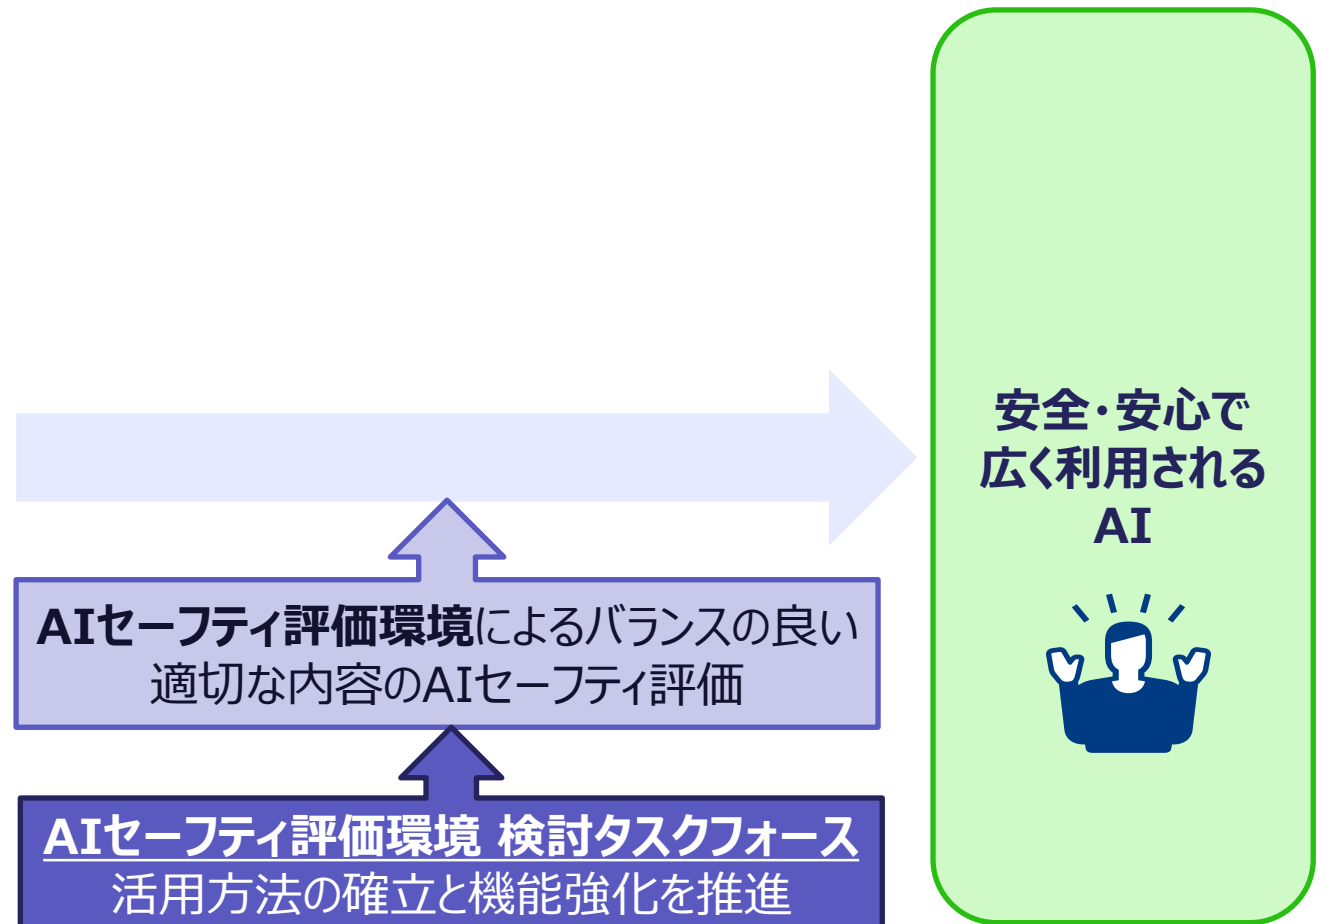 安全・安心で
広く利用される
AI
AIセーフティ評価環境によるバランスの良い
適切な内容のAIセーフティ評価
AIセーフティ評価環境 検討タスクフォース
活用方法の確立と機能強化を推進